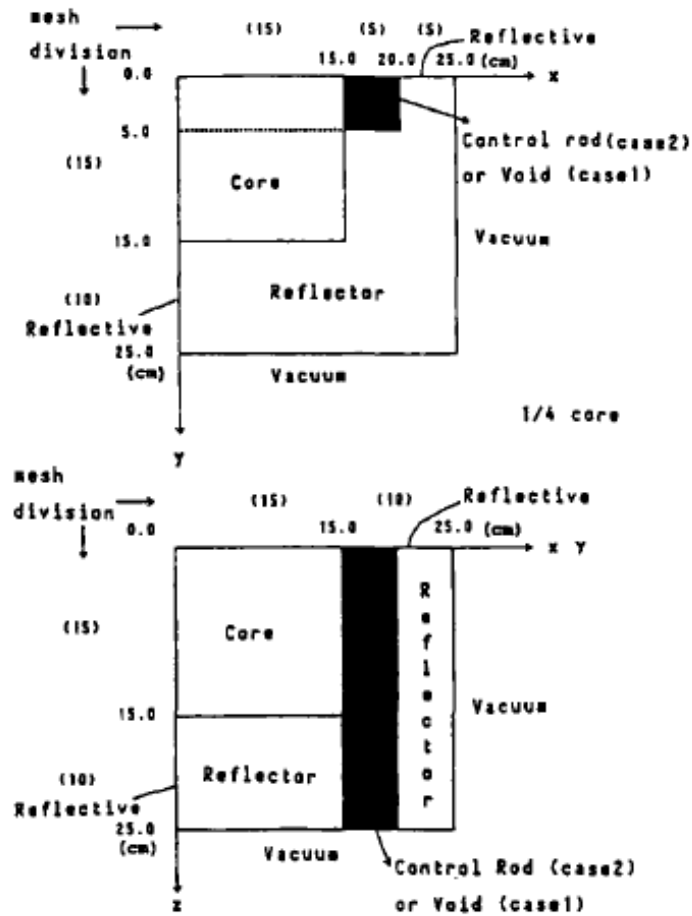 mesh
division
(15)
(5)
(5)
Reflective
15.0
20.0
25.0
(cm)
0.0
x
5.0
Control rod(case2)
or Void (case1)
(15)
Core
Vacuum
15.0
Reflector
(10)
Reflective
25.0
(cm)
Vacuum
1/4 core
y
mesh
division
(15)
(10)
Reflective
0.0
15.0
25.0
(cm)
x y
(15)
Core
Reflector
Vacuum
15.0
Reflector
(10)
Reflective
25.0
(cm)
Vacuum
Control Rod (case2)
or Void (case1)
z